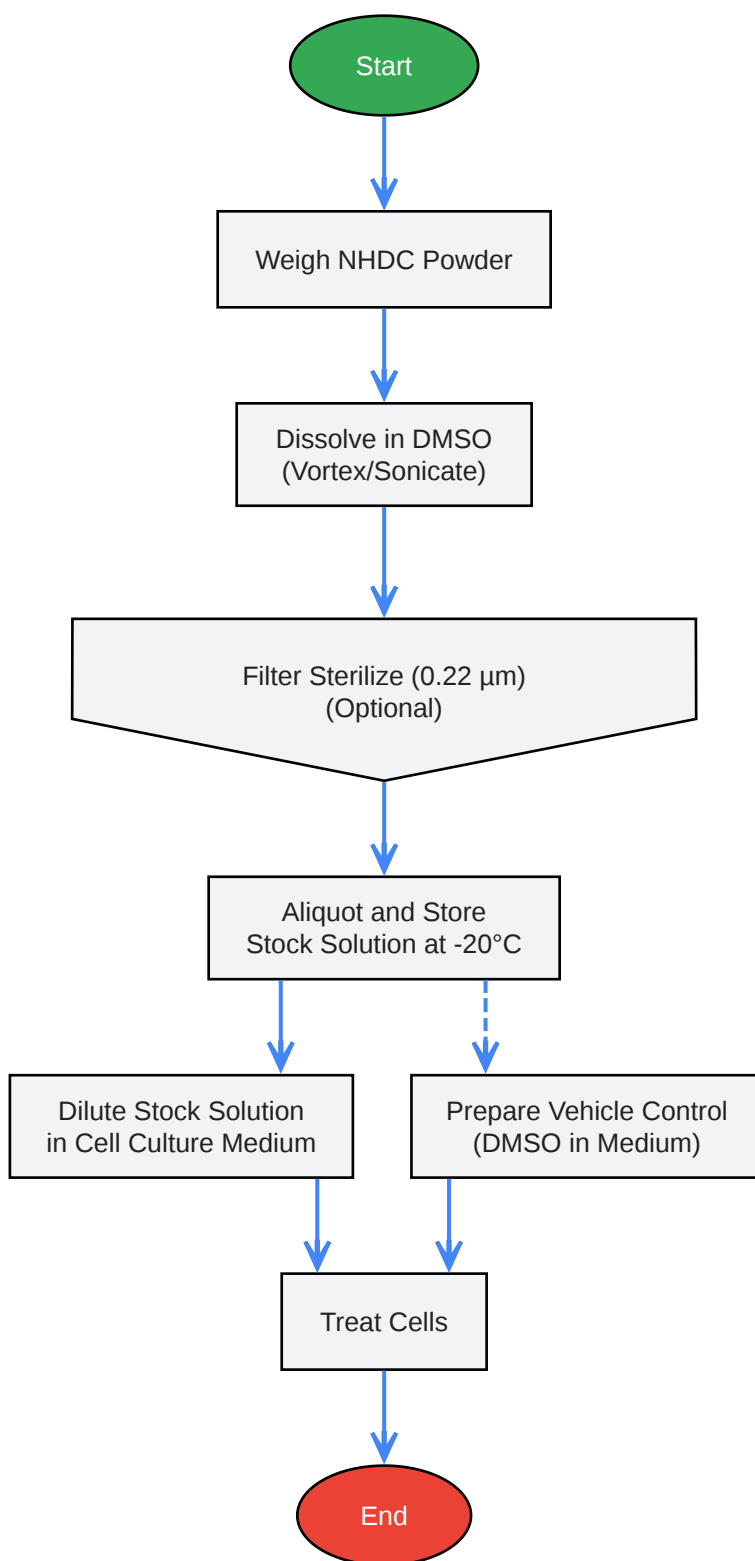 Start
Weigh NHDC Powder
Dissolve in DMSO
(Vortex/Sonicate)
Filter Sterilize (0.22 µm)
(Optional)
Aliquot and Store
Stock Solution at -20°C
Dilute Stock Solution
in Cell Culture Medium
Prepare Vehicle Control
(DMSO in Medium)
Treat Cells
End